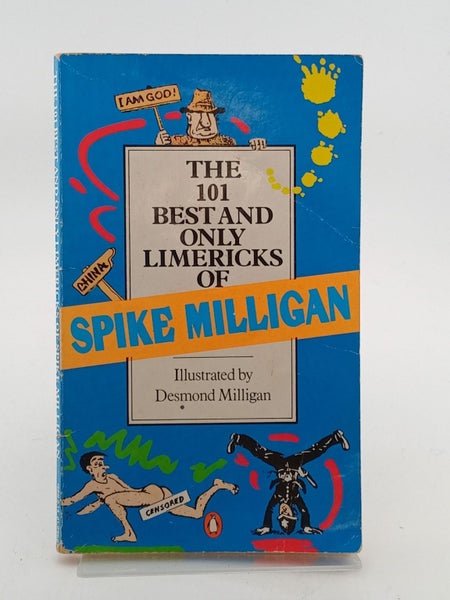 I AM GOD!
THE
101
BEST AND
ONLY
LIMERICKS
OF
CHINA
SPIKE MILLIGAN
Illustrated by
Desmond Milligan
CENSORED